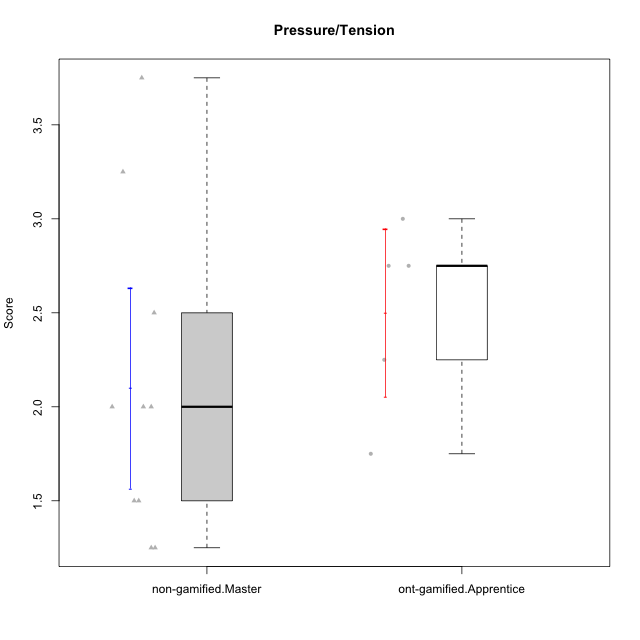 Pressure/Tension
Score
3.5
3.0
2.5
2.0
1.5
non-gamified.Master
ont-gamified.Apprentice